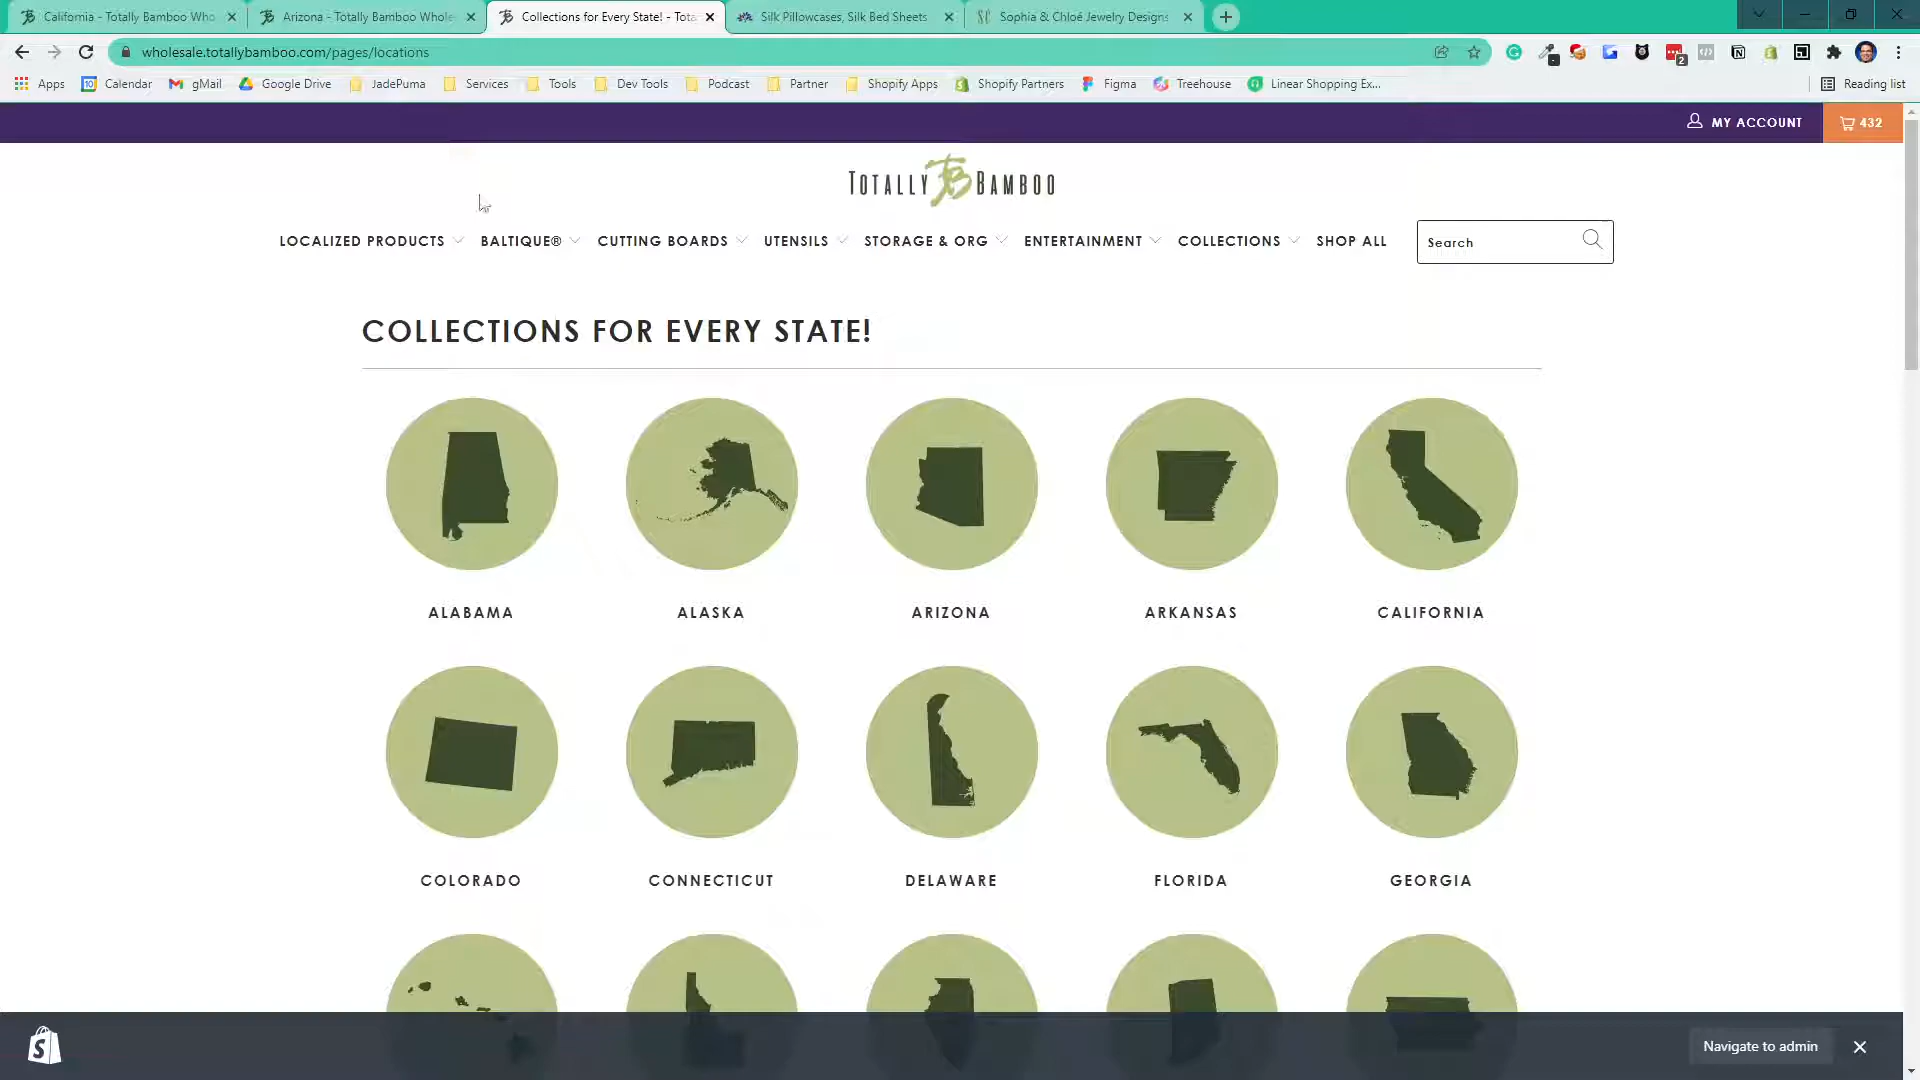 California - Totally Bamboo Who
Arizona - Totally Bamboo Whole
Collections for Every State! - Tota
Silk Pillowcases, Silk Bed Sheets
Sophia & Chloé Jewelry Designs
wholesale.totallybamboo.com/pages/locations
2
Apps
10
Calendar
gMail
Google Drive
JadePuma
Services
Tools
Dev Tools
Podcast
Partner
Shopify Apps
Shopify Partners
Figma
Treehouse
Linear Shopping Ex...
Reading list
MY ACCOUNT
432
TOTALLY TB BAMBOO
LOCALIZED PRODUCTS
BALTIQUE®
CUTTING BOARDS
UTENSILS
STORAGE & ORG
ENTERTAINMENT
COLLECTIONS
SHOP ALL
Search
COLLECTIONS FOR EVERY STATE!
ALABAMA
ALASKA
ARIZONA
ARKANSAS
CALIFORNIA
COLORADO
CONNECTICUT
DELAWARE
FLORIDA
GEORGIA
Navigate to admin